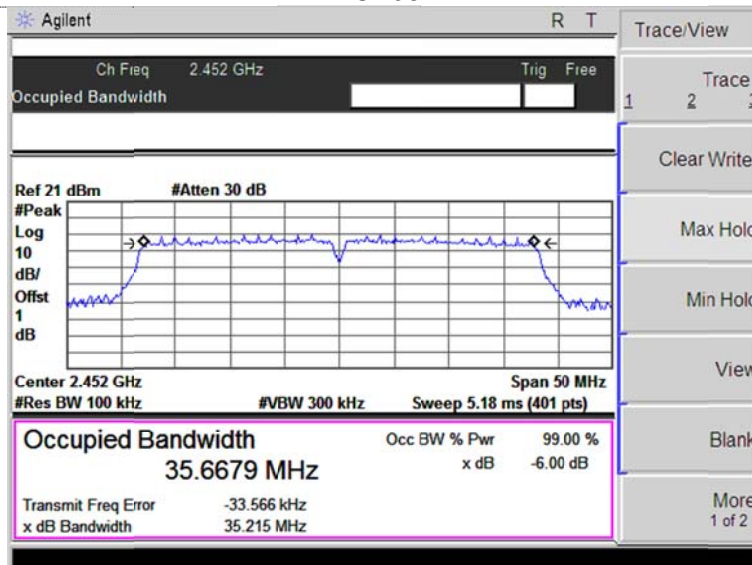 Agilent R T
Trace/View
Ch Freq 2.452 GHz Trig Free
Occupied Bandwidth
Trace
1 2
Clear Write
Ref 21 dBm #Atten 30 dB
#Peak
Log
10
dB/
Offst
1
dB
Max Hold
Min Hold
View
Center 2.452 GHz Span 50 MHz
#Res BW 100 kHz #VBW 300 kHz Sweep 5.18 ms (401 pts)
Occupied Bandwidth Occ BW % Pwr 99.00 %
35.6679 MHz x dB -6.00 dB
Transmit Freq Error -33.566 kHz
x dB Bandwidth 35.215 MHz
Blank
More
1 of 2